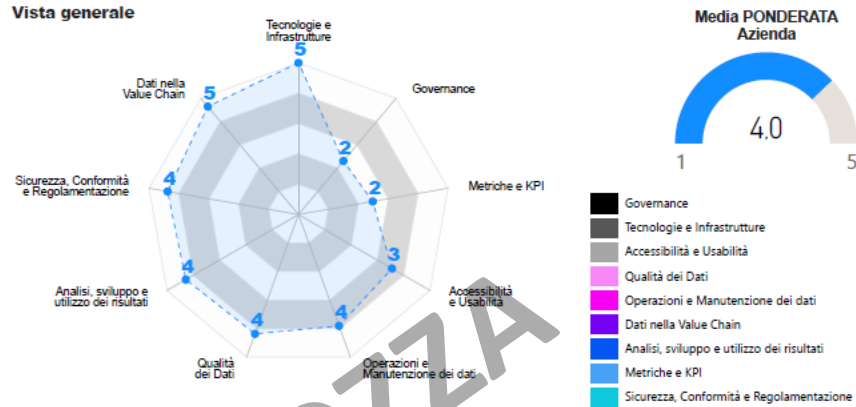 Vista generale
Tecnologie e
Infrastrutture
5
Governance
2
Metriche e KPI
2
Accessibilità
e Usabilità
3
Operazioni e
Manutenzione dei dati
4
Qualità
dei Dati
4
Analisi, sviluppo e
utilizzo dei risultati
4
Sicurezza, Conformità
e Regolamentazione
4
Dati nella
Value Chain
5
Media PONDERATA
Azienda
4,0
1
5
Governance
Tecnologie e Infrastrutture
Accessibilità e Usabilità
Qualità dei Dati
Operazioni e Manutenzione dei dati
Dati nella Value Chain
Analisi, sviluppo e utilizzo dei risultati
Metriche e KPI
Sicurezza, Conformità e Regolamentazione